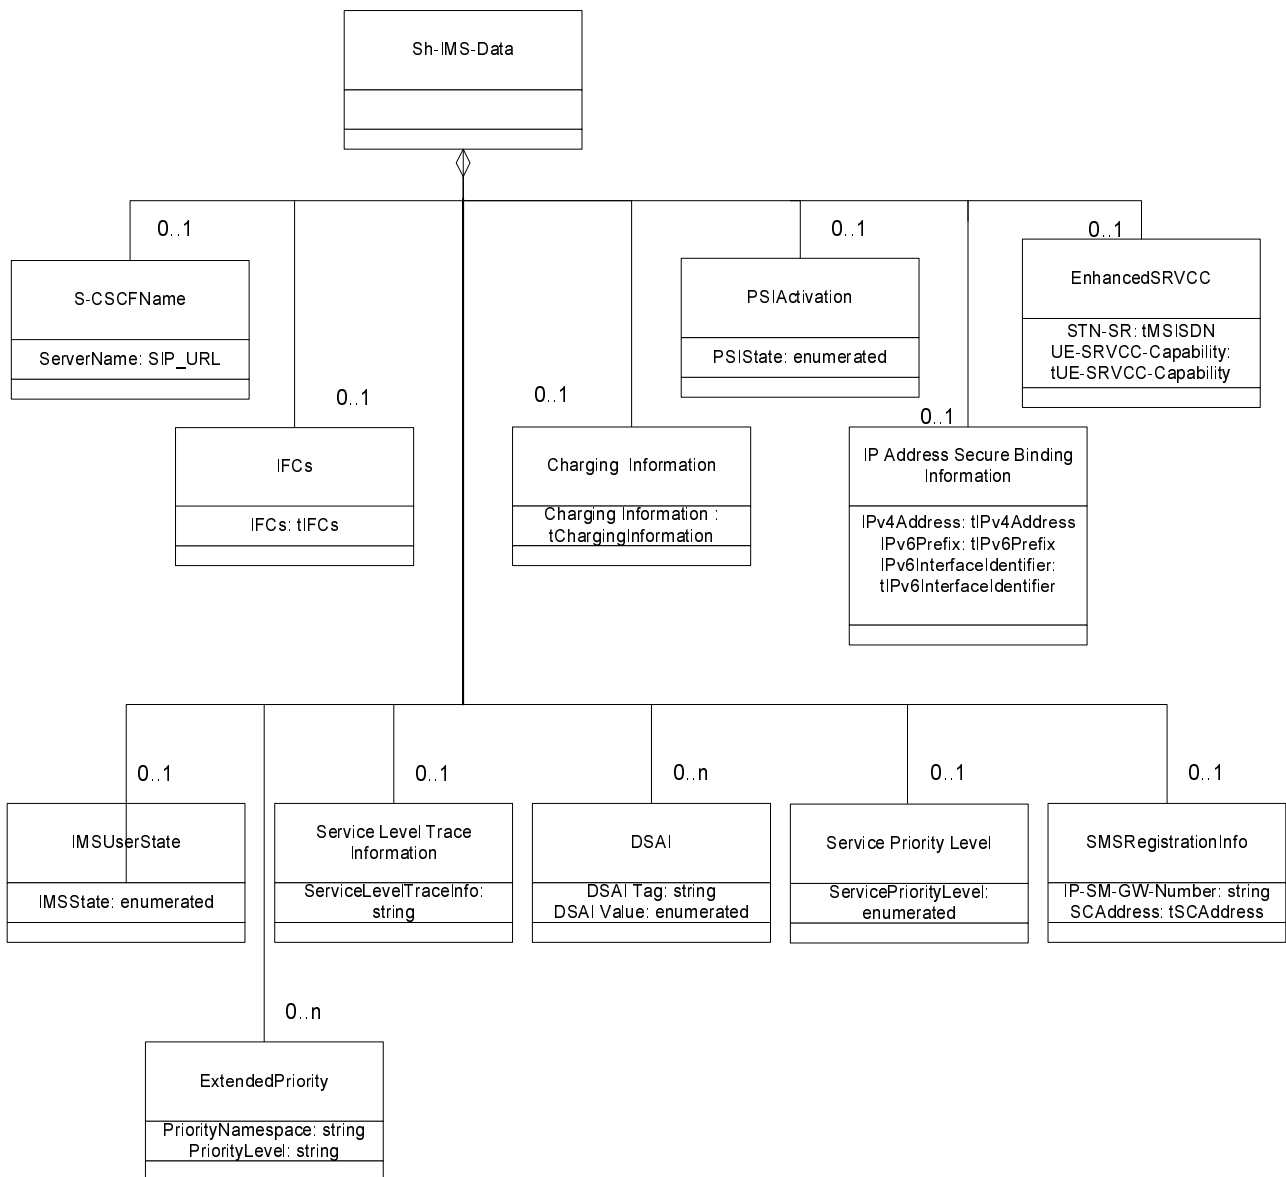 Sh-IMS-Data
0..1
S-CSCFName
ServerName: SIP_URL
0..1
IFCs
IFCs: tIFCs
0..1
Charging Information
Charging Information :
tChargingInformation
0..1
PSIActivation
PSIState: enumerated
0..1
IP Address Secure Binding
Information
IPv4Address: tIPv4Address
IPv6Prefix: tIPv6Prefix
IPv6InterfaceIdentifier:
tIPv6InterfaceIdentifier
0..1
EnhancedSRVCC
STN-SR: tMSISDN
UE-SRVCC-Capability:
tUE-SRVCC-Capability
0..1
IMSUserState
IMSState: enumerated
0..1
Service Level Trace
Information
ServiceLevelTraceInfo:
string
0..n
DSAI
DSAI Tag: string
DSAI Value: enumerated
0..1
Service Priority Level
ServicePriorityLevel:
enumerated
0..1
SMSRegistrationInfo
IP-SM-GW-Number: string
SCAddress: tSCAddress
0..n
ExtendedPriority
PriorityNamespace: string
PriorityLevel: string